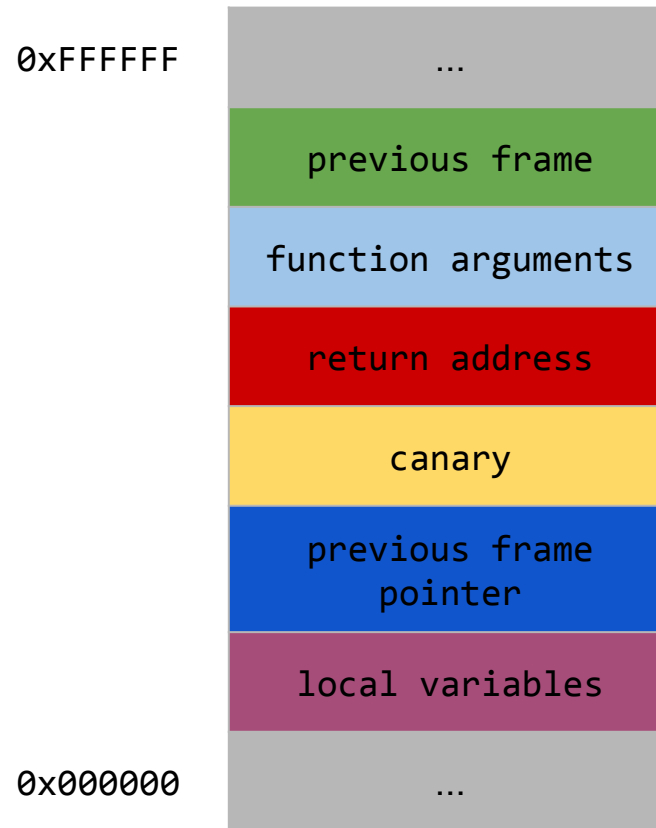 0xFFFFFF
...
previous frame
function arguments
return address
canary
previous frame
pointer
local variables
0x000000
...